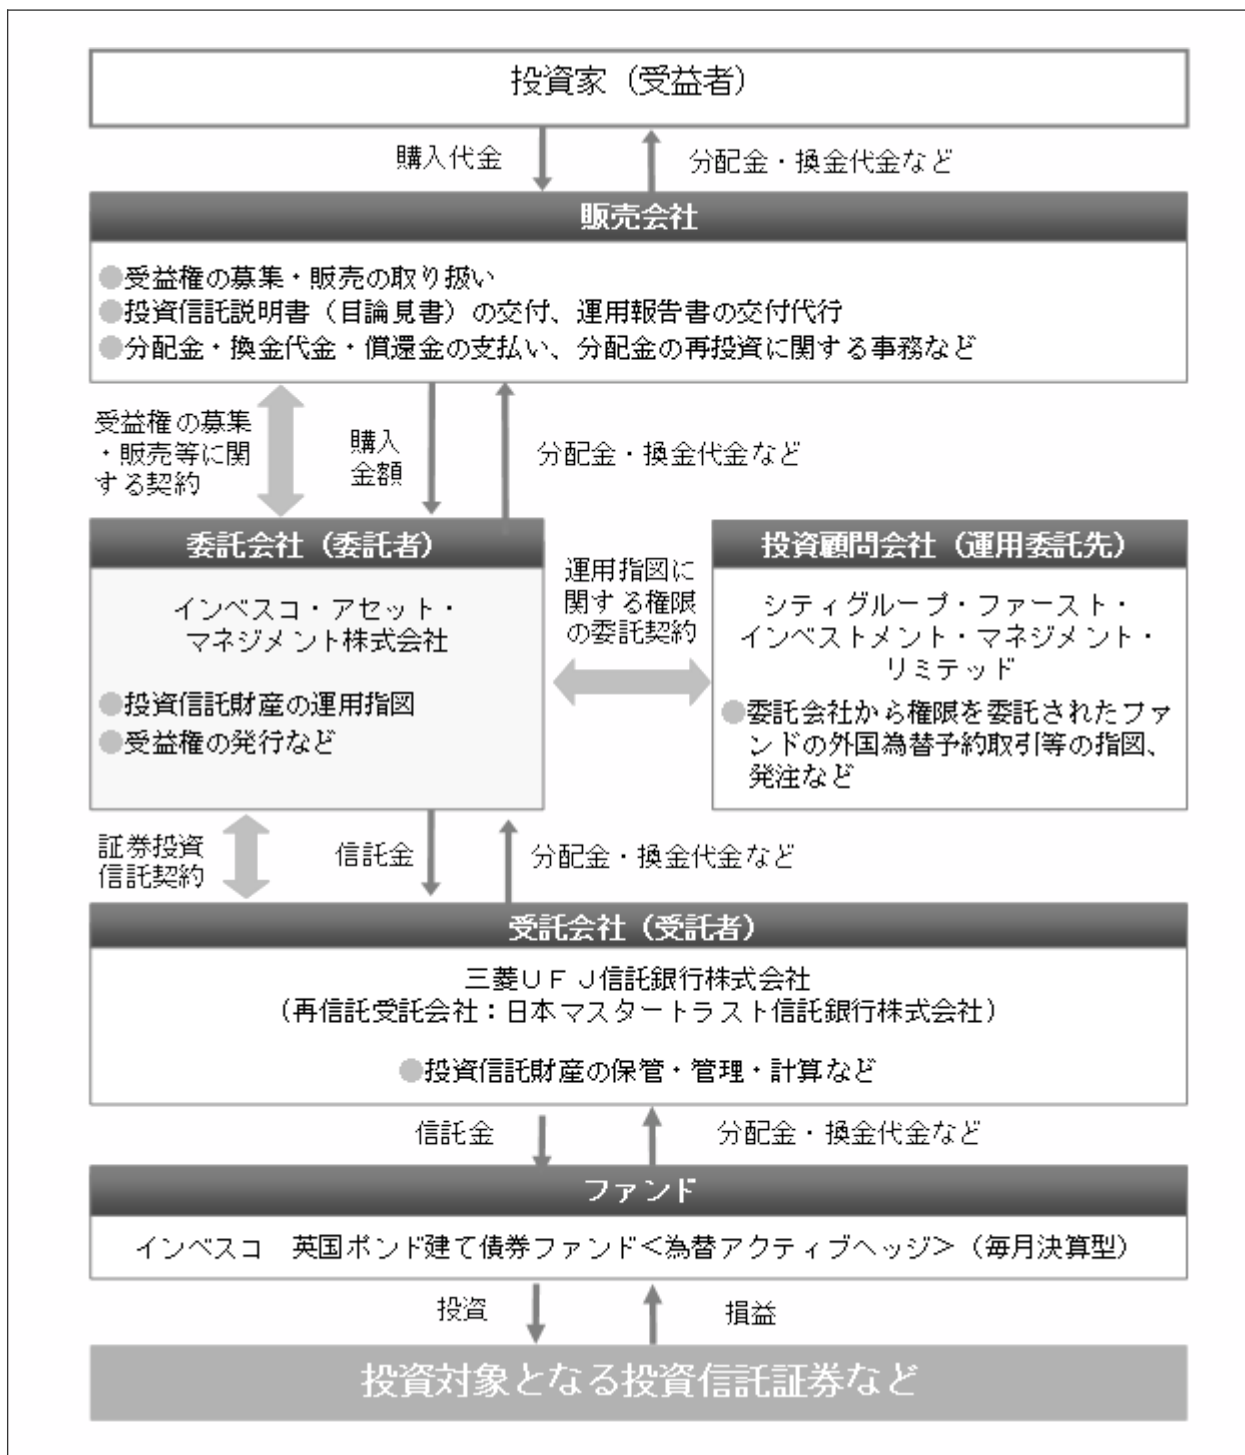 投資家（受益者）
購入代金
分配金・換金代金など
販売会社
●受益権の募集・販売の取り扱い
●投資信託説明書（目論見書）の交付、運用報告書の交付代行
●分配金・換金代金・償還金の支払い、分配金の再投資に関する事務など
受益権の募集
・販売等に関
する契約
購入
金額
分配金・換金代金など
委託会社（委託者）
インベスコ・アセット・
マネジメント株式会社
●投資信託財産の運用指図
●受益権の発行など
運用指図に
関する権限
の委託契約
投資顧問会社（運用委託先）
シティグループ・ファースト・
インベストメント・マネジメント・
リミテッド
●委託会社から権限を委託されたファ
ンドの外国為替予約取引等の指図、
発注など
証券投資
信託契約
信託金
分配金・換金代金など
受託会社（受託者）
三菱ＵＦＪ信託銀行株式会社
（再信託受託会社：日本マスタートラスト信託銀行株式会社）
●投資信託財産の保管・管理・計算など
信託金
分配金・換金代金など
ファンド
インベスコ　英国ポンド建て債券ファンド＜為替アクティブヘッジ＞（毎月決算型）
投資
損益
投資対象となる投資信託証券など